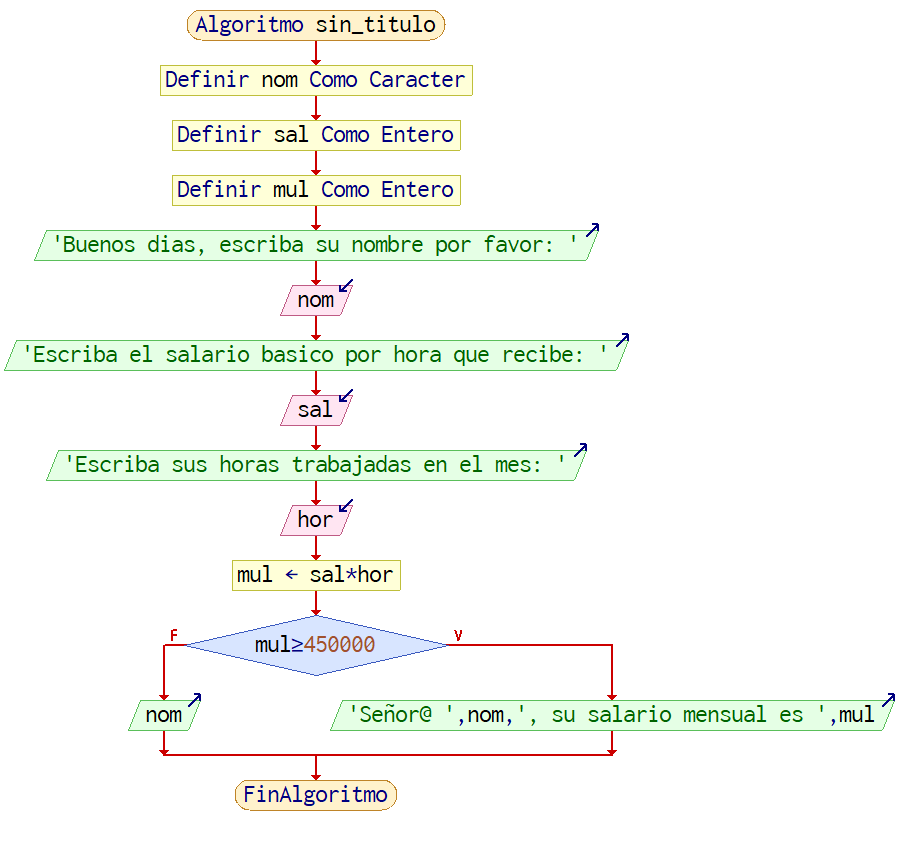 Algoritmo sin_titulo
Definir nom Como Caracter
Definir sal Como Entero
Definir mul Como Entero
'Buenos dias, escriba su nombre por favor: '
nom
'Escriba el salario basico por hora que recibe: '
sal
'Escriba sus horas trabajadas en el mes: '
hor
mul ← sal*hor
F
mul≥450000
V
nom
'Señor@ ',nom,', su salario mensual es ',mul
FinAlgoritmo